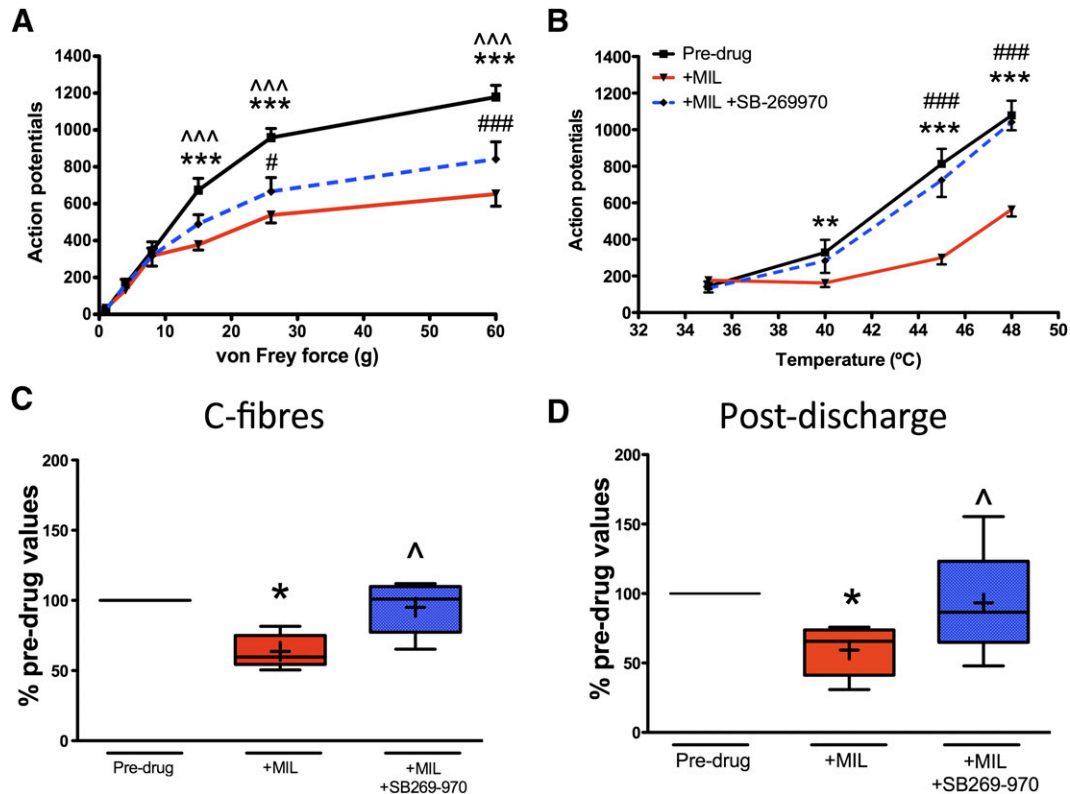 A
^^^ ^^^ ^^^
*** *** ***
# ###
1400
1200
1000
800
600
400
200
0
Action potentials
0 10 20 30 40 50 60
von Frey force (g)
B
Pre-drug
+MIL
+MIL +SB-269970
### ###
** *** ***
1400
1200
1000
800
600
400
200
0
Action potentials
32 34 36 38 40 42 44 46 48 50
Temperature (ºC)
C
C-fibres
200
150
100
50
0
% pre-drug values
* ^
Pre-drug +MIL +MIL
+SB269-970
D
Post-discharge
200
150
100
50
0
% pre-drug values
* ^
Pre-drug +MIL +MIL
+SB269-970